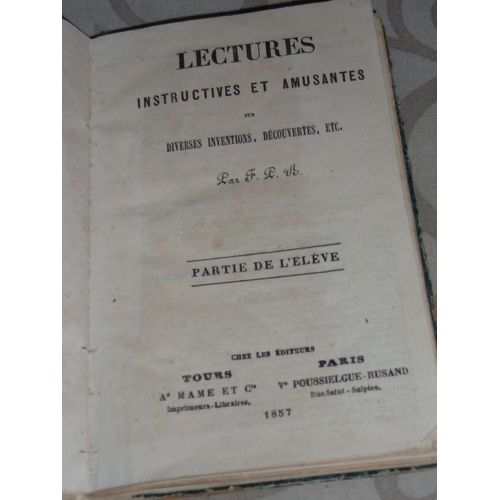 LECTURES
INSTRUCTIVES ET AMUSANTES
SUR
DIVERSES INVENTIONS, DÉCOUVERTES, ETC.
Par F. P. B.
PARTIE DE L'ELÈVE
CHEZ LES ÉDITEURS
TOURS
Ad MAME ET Cie
Imprimeurs-Libraires.
PARIS
Ve POUSSIELGUE-RUSAND
Rue Saint-Sulpice.
1857